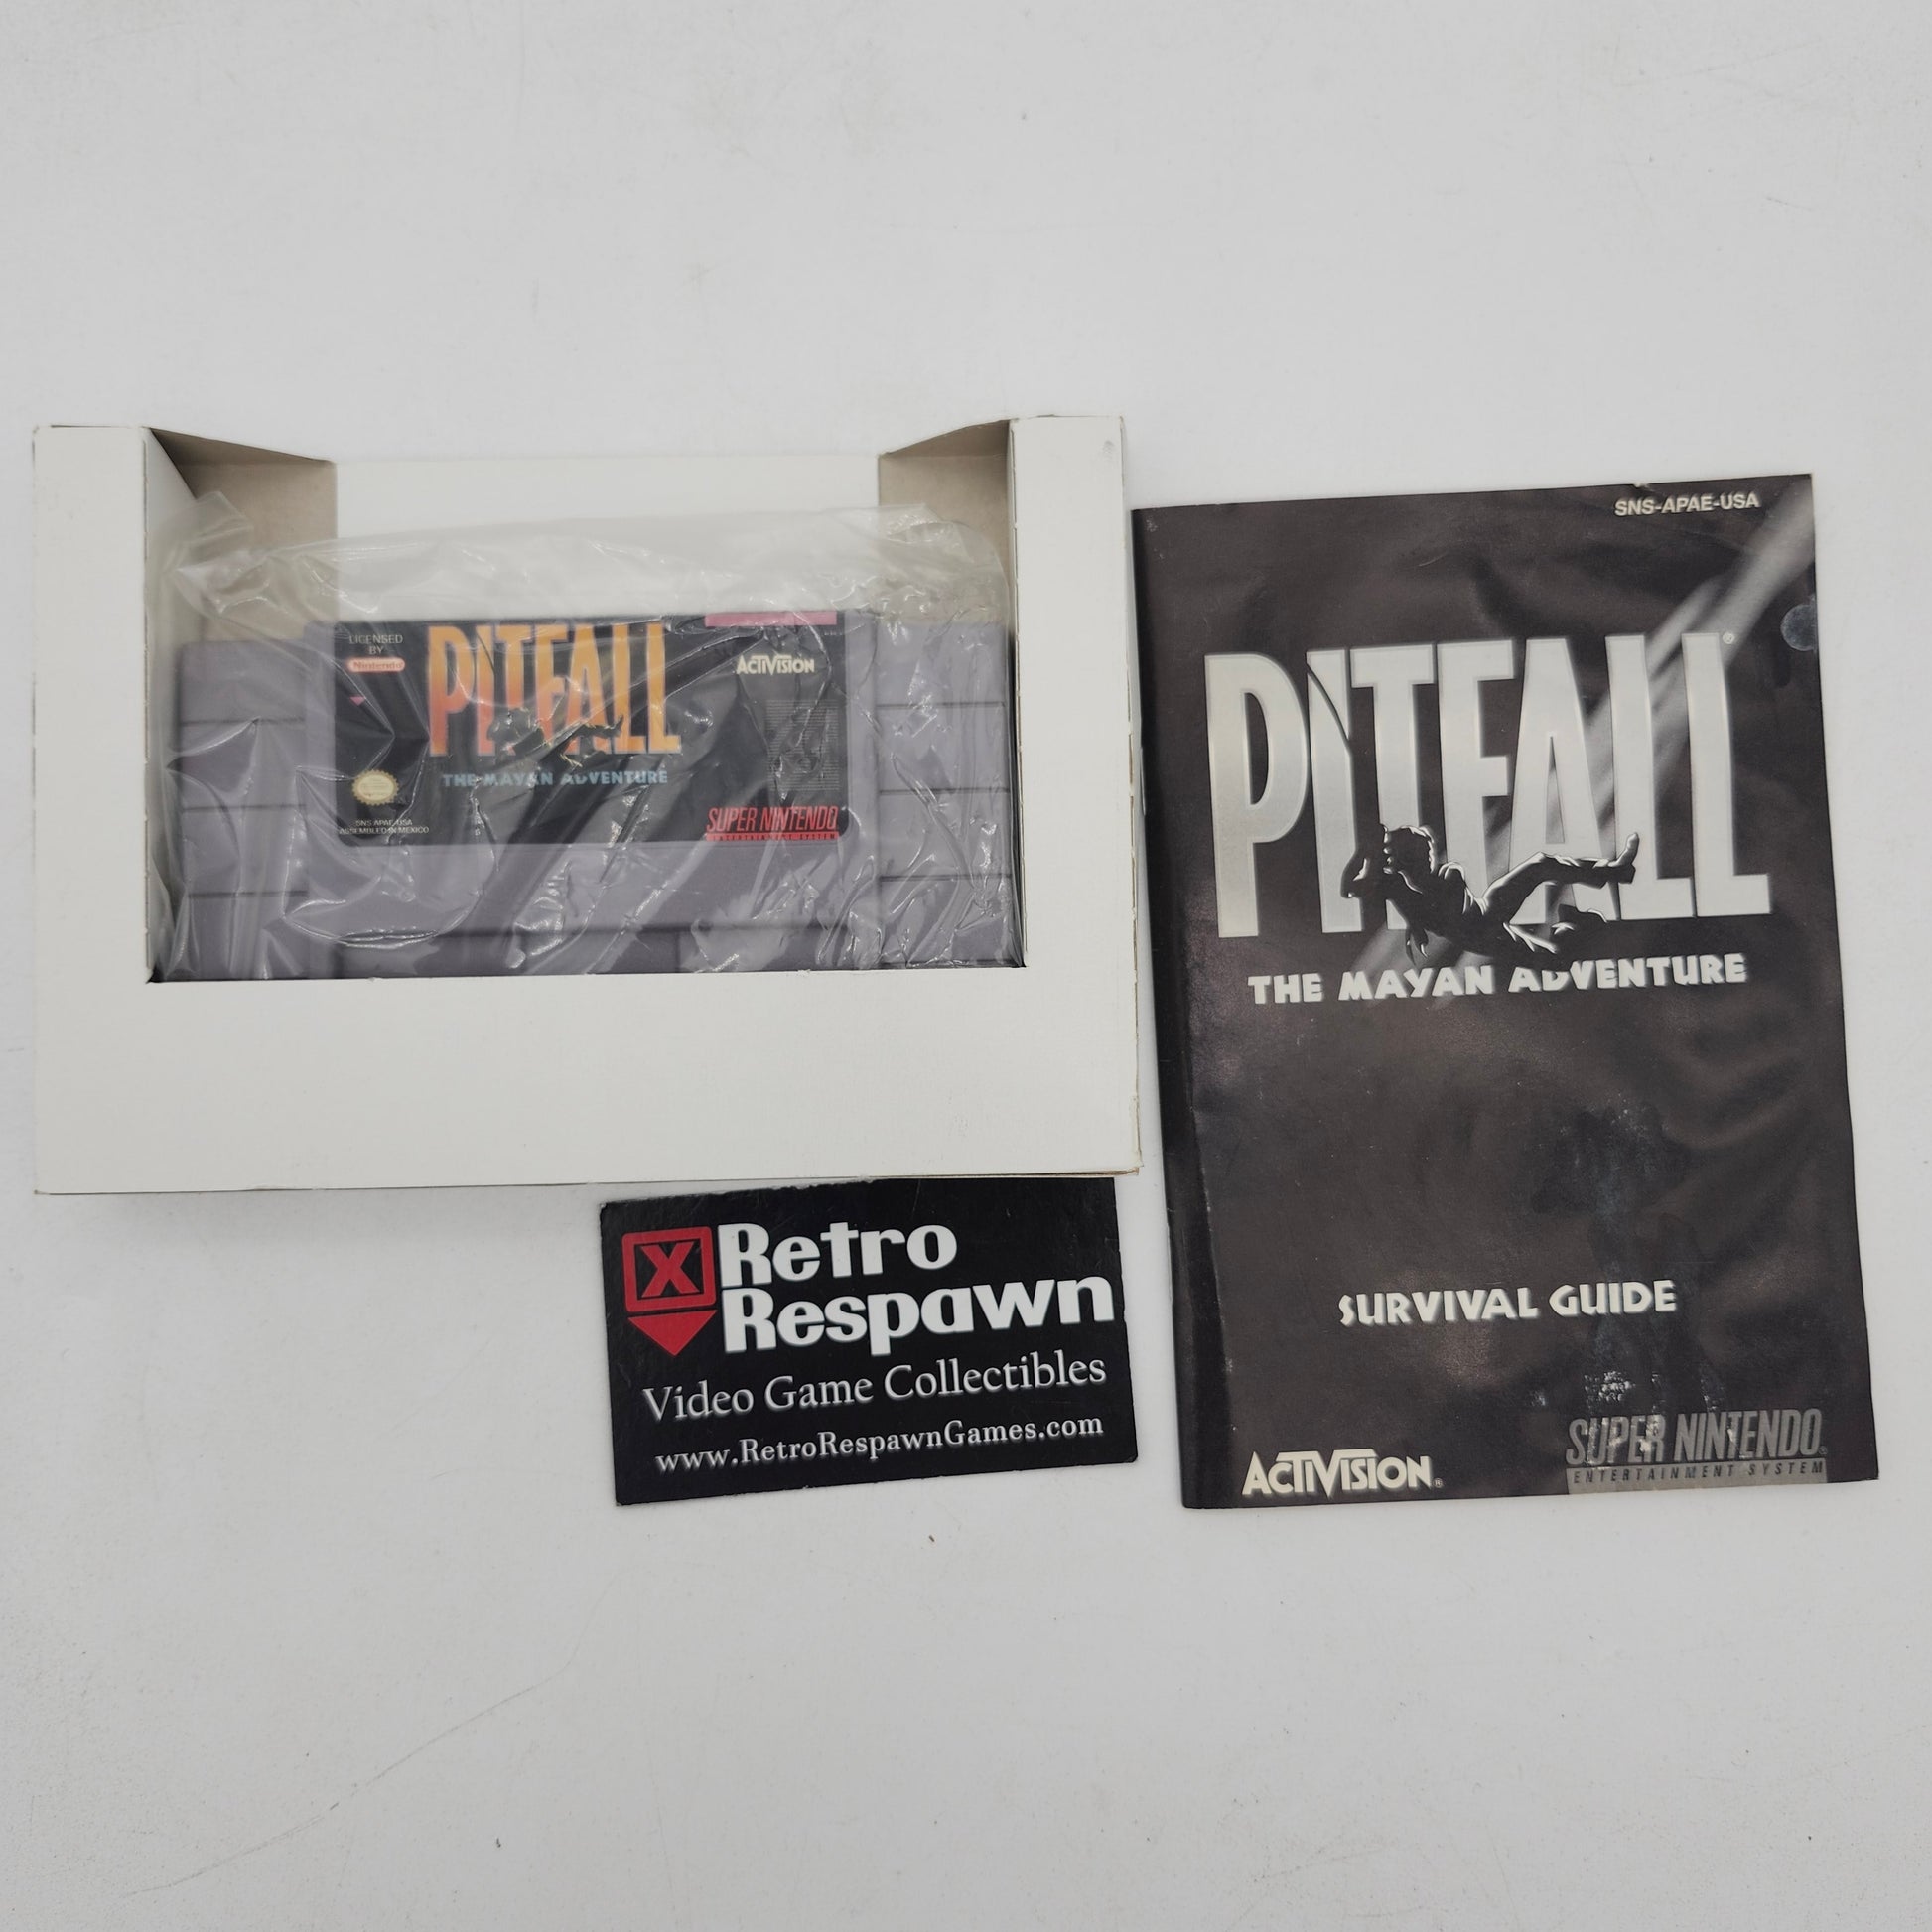 LICENSED
BY
Nintendo
PITFALL
THE MAYAN ADVENTURE
ACTIVISION
SNS-APAE-USA
ASSEMBLED IN MEXICO
SUPER NINTENDO
ENTERTAINMENT SYSTEM
SNS-APAE-USA
PITFALL®
THE MAYAN ADVENTURE
SURVIVAL GUIDE
ACTIVISION®
SUPER NINTENDO®
ENTERTAINMENT SYSTEM
X Retro
Respawn
Video Game Collectibles
www.RetroRespawnGames.com